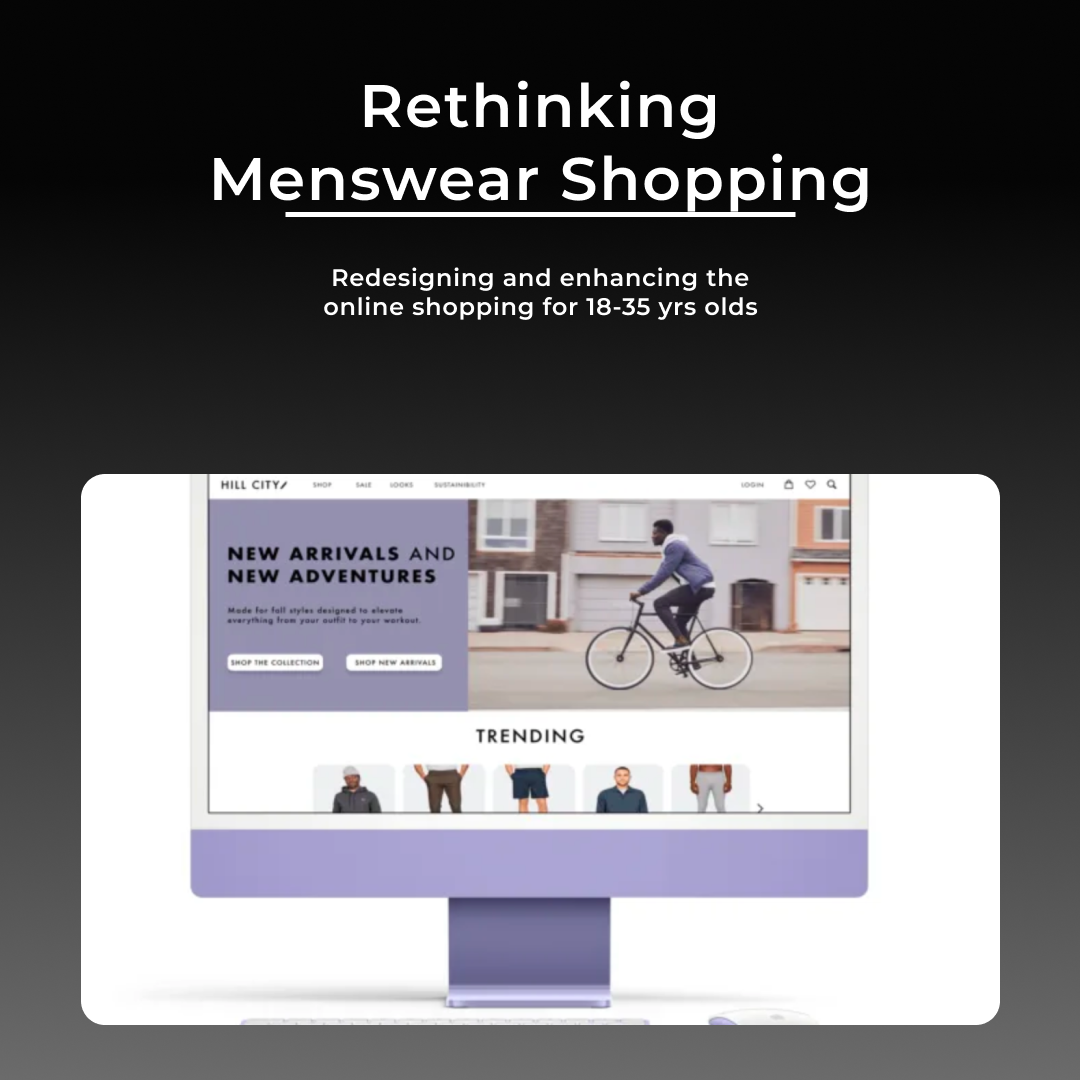 Rethinking
Menswear Shopping
Redesigning and enhancing the
online shopping for 18-35 yrs olds
HILL CITY/ SHOP SALE LOOKS SUSTAINIBILITY LOGIN
NEW ARRIVALS AND
NEW ADVENTURES
Made for fall styles designed to elevate
everything from your outfit to your workout.
SHOP THE COLLECTION SHOP NEW ARRIVALS
TRENDING